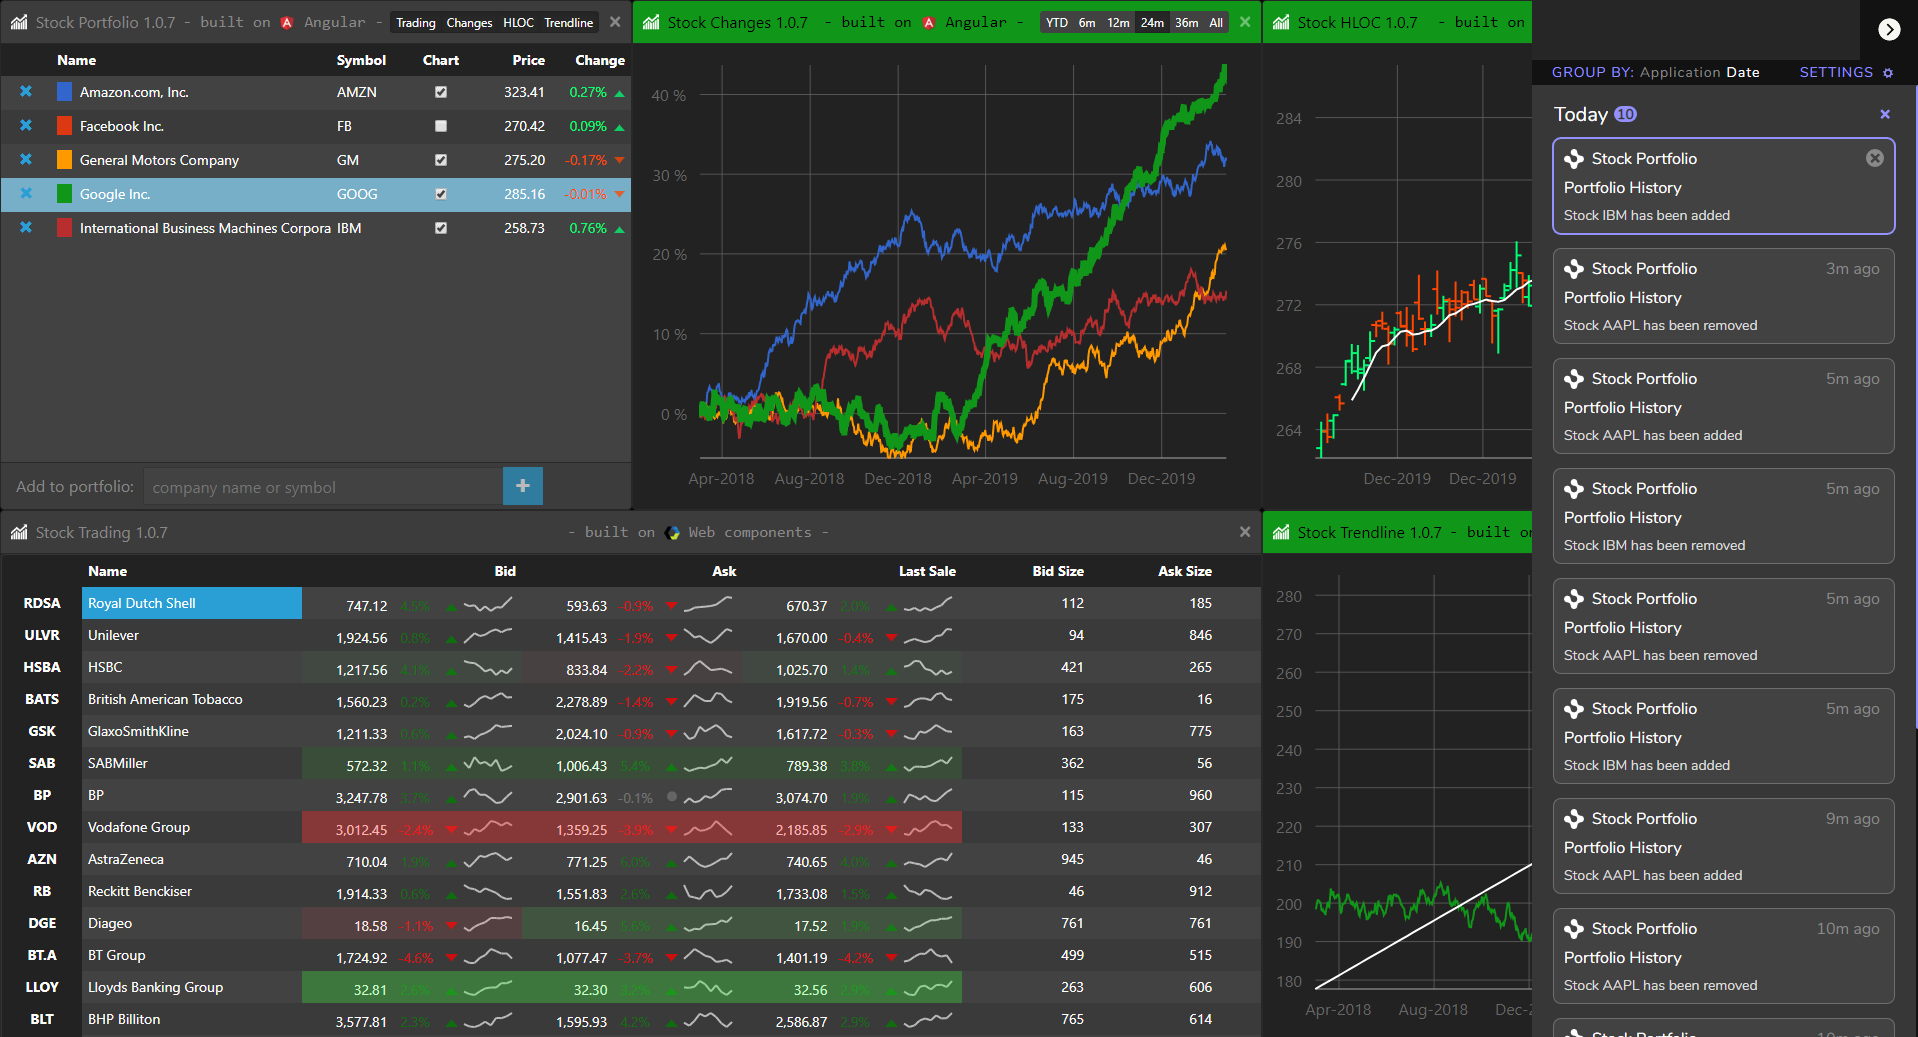 Stock Portfolio 1.0.7 - built on Angular - Trading Changes HLOC Trendline
Name Symbol Chart Price Change
Amazon.com, Inc. AMZN 323.41 0.27%
Facebook Inc. FB 270.42 0.09%
General Motors Company GM 275.20 -0.17%
Google Inc. GOOG 285.16 -0.01%
International Business Machines Corpora IBM 258.73 0.76%
Add to portfolio: company name or symbol +
Stock Changes 1.0.7 - built on Angular - YTD 6m 12m 24m 36m All
40 %
30 %
20 %
10 %
0 %
Apr-2018 Aug-2018 Dec-2018 Apr-2019 Aug-2019 Dec-2019
Stock HLOC 1.0.7 - built on
284
280
276
272
268
264
Dec-2019 Dec-2019
Stock Trading 1.0.7 - built on Web components -
Name Bid Ask Last Sale Bid Size Ask Size
RDSA Royal Dutch Shell 747.12 4.5% 593.63 -0.9% 670.37 2.0% 112 185
ULVR Unilever 1,924.56 0.8% 1,415.43 -1.9% 1,670.00 -0.4% 94 846
HSBA HSBC 1,217.56 4.1% 833.84 -2.2% 1,025.70 1.4% 421 265
BATS British American Tobacco 1,560.23 0.2% 2,278.89 -1.4% 1,919.56 -0.7% 175 16
GSK GlaxoSmithKline 1,211.33 0.6% 2,024.10 -0.9% 1,617.72 -0.3% 163 775
SAB SABMiller 572.32 1.1% 1,006.43 5.4% 789.38 3.8% 362 56
BP BP 3,247.78 3.7% 2,901.63 -0.1% 3,074.70 1.9% 115 960
VOD Vodafone Group 3,012.45 -2.4% 1,359.25 -3.9% 2,185.85 -2.9% 133 307
AZN AstraZeneca 710.04 1.9% 771.25 6.0% 740.65 4.0% 945 46
RB Reckitt Benckiser 1,914.33 0.6% 1,551.83 2.6% 1,733.08 1.5% 46 912
DGE Diageo 18.58 -1.1% 16.45 5.6% 17.52 1.9% 761 761
BT.A BT Group 1,724.92 -4.6% 1,077.47 -3.7% 1,401.19 -4.2% 499 515
LLOY Lloyds Banking Group 32.81 2.6% 32.30 3.2% 32.56 2.9% 263 606
BLT BHP Billiton 3,577.81 2.3% 1,595.93 4.2% 2,586.87 2.9% 765 614
Stock Trendline 1.0.7 - built on
280
270
260
250
240
230
220
210
200
190
180
Apr-2018 Aug-2018 Dec-2
GROUP BY: Application Date SETTINGS
Today 10
Stock Portfolio
Portfolio History
Stock IBM has been added
Stock Portfolio 3m ago
Portfolio History
Stock AAPL has been removed
Stock Portfolio 5m ago
Portfolio History
Stock AAPL has been added
Stock Portfolio 5m ago
Portfolio History
Stock IBM has been removed
Stock Portfolio 5m ago
Portfolio History
Stock AAPL has been removed
Stock Portfolio 5m ago
Portfolio History
Stock IBM has been added
Stock Portfolio 9m ago
Portfolio History
Stock AAPL has been added
Stock Portfolio 10m ago
Portfolio History
Stock AAPL has been removed
Stock Portfolio 10m ago